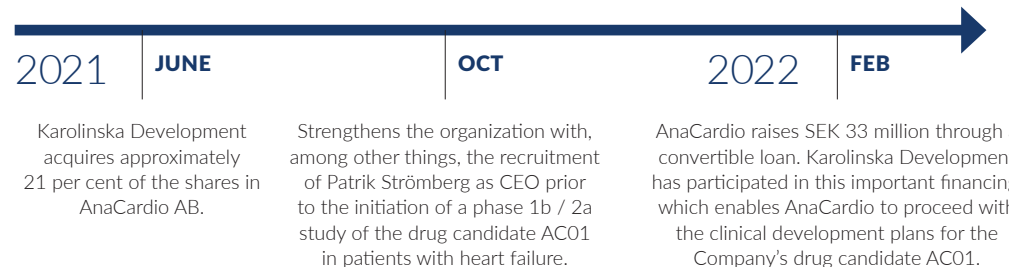 2021
JUNE
OCT
2022
FEB
Karolinska Development
acquires approximately
21 per cent of the shares in
AnaCardio AB.
Strengthens the organization with,
among other things, the recruitment
of Patrik Strömberg as CEO prior
to the initiation of a phase 1b / 2a
study of the drug candidate AC01
in patients with heart failure.
AnaCardio raises SEK 33 million through
convertible loan. Karolinska Developmen
has participated in this important financing
which enables AnaCardio to proceed with
the clinical development plans for the
Company's drug candidate AC01.